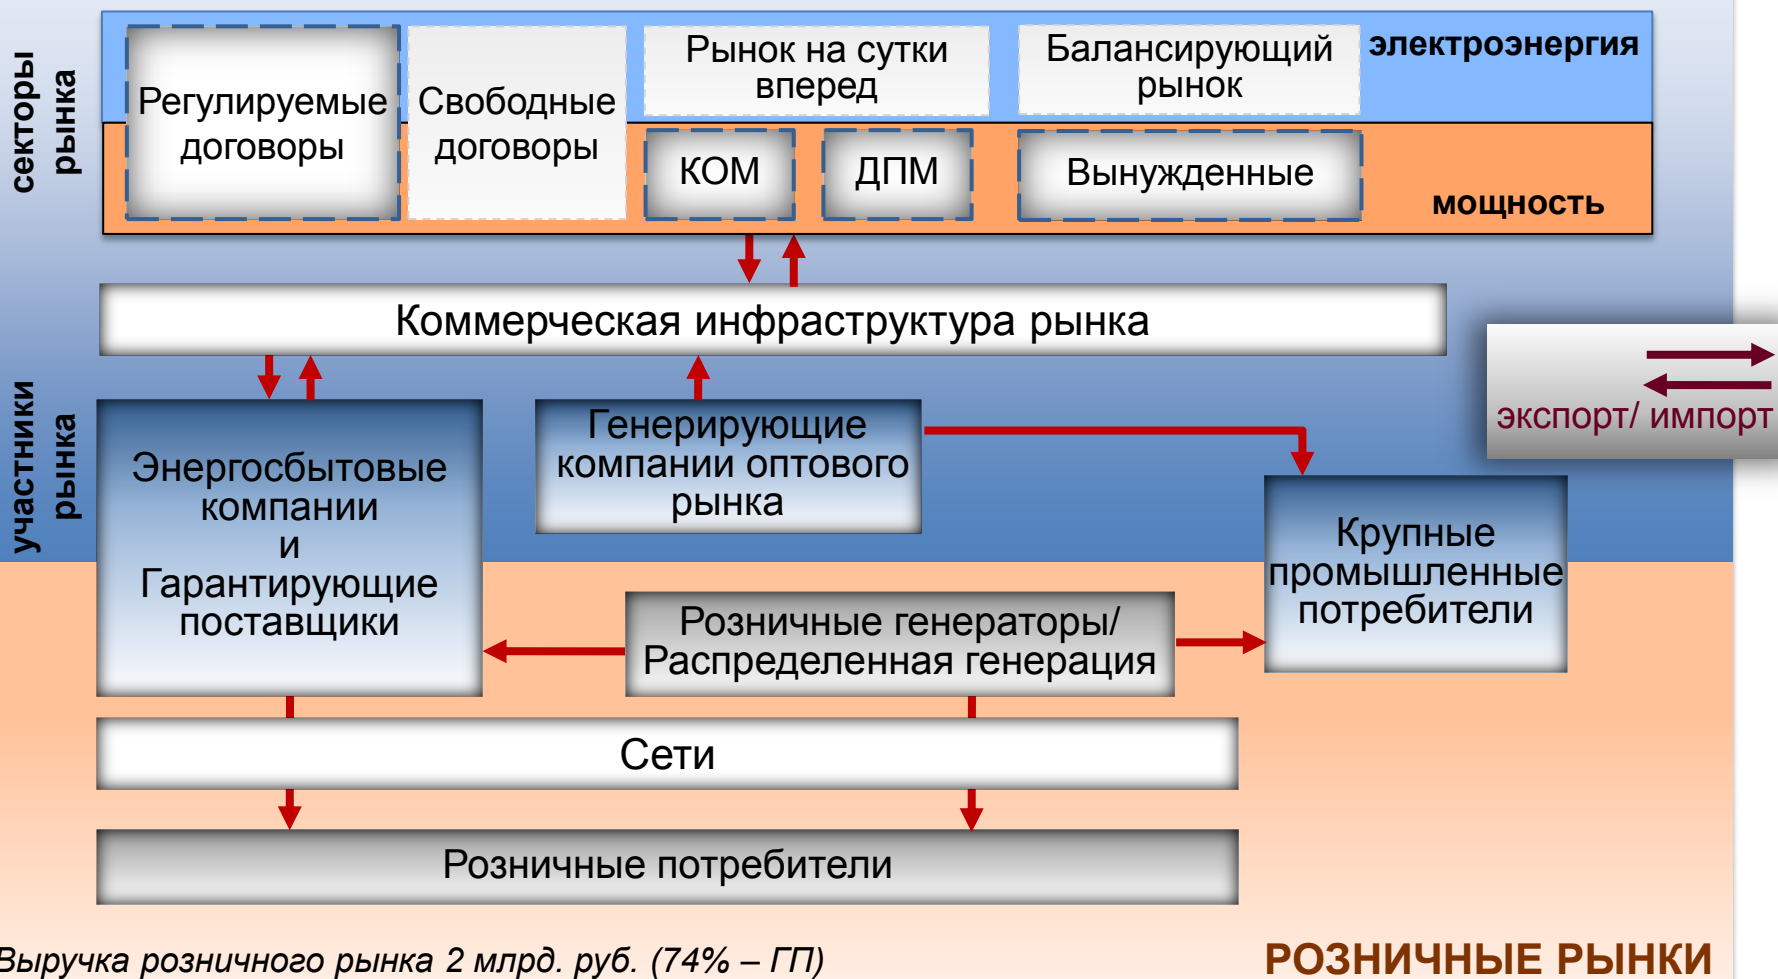 секторы
рынка
Регулируемые
договоры
Свободные
договоры
Рынок на сутки
вперед
Балансирующий
рынок
электроэнергия
КОМ
ДПМ
Вынужденные
мощность
Коммерческая инфраструктура рынка
экспорт/ импорт
участники
рынка
Энергосбытовые
компании
и
Гарантирующие
поставщики
Генерирующие
компании оптового
рынка
Крупные
промышленные
потребители
Розничные генераторы/
Распределенная генерация
Сети
Розничные потребители
Выручка розничного рынка 2 млрд. руб. (74% – ГП)
РОЗНИЧНЫЕ РЫНКИ